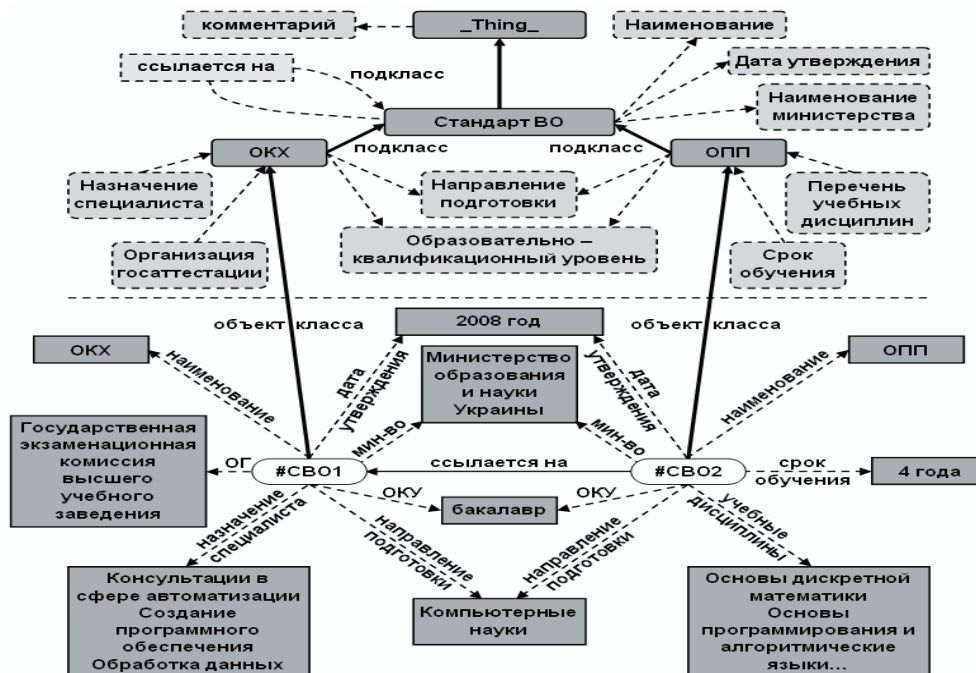 комментарий
_Thing_
Наименование
ссылается на
подкласс
Дата утверждения
Стандарт ВО
Наименование
министерства
ОКХ
подкласс
подкласс
ОПП
Назначение
специалиста
Направление
подготовки
Перечень
учебных
дисциплин
Организация
госаттестации
Образовательно –
квалификационный уровень
Срок
обучения
объект класса
2008 год
объект класса
ОКХ
наименование
дата
утверждения
Министерство
образования
и науки
Украины
дата
утверждения
наименование
ОПП
Государственная
экзаменационная
комиссия
высшего
учебного
заведения
ОГ
#СВО1
мин-во
ссылается на
мин-во
#СВО2
срок
обучения
4 года
назначение
специалиста
ОКУ
бакалавр
ОКУ
учебные
дисциплины
направление
подготовки
направление
подготовки
Консультации в
сфере автоматизации
Создание
программного
обеспечения
Обработка данных
Компьютерные
науки
Основы дискретной
математики
Основы
программирования и
алгоритмические
языки...